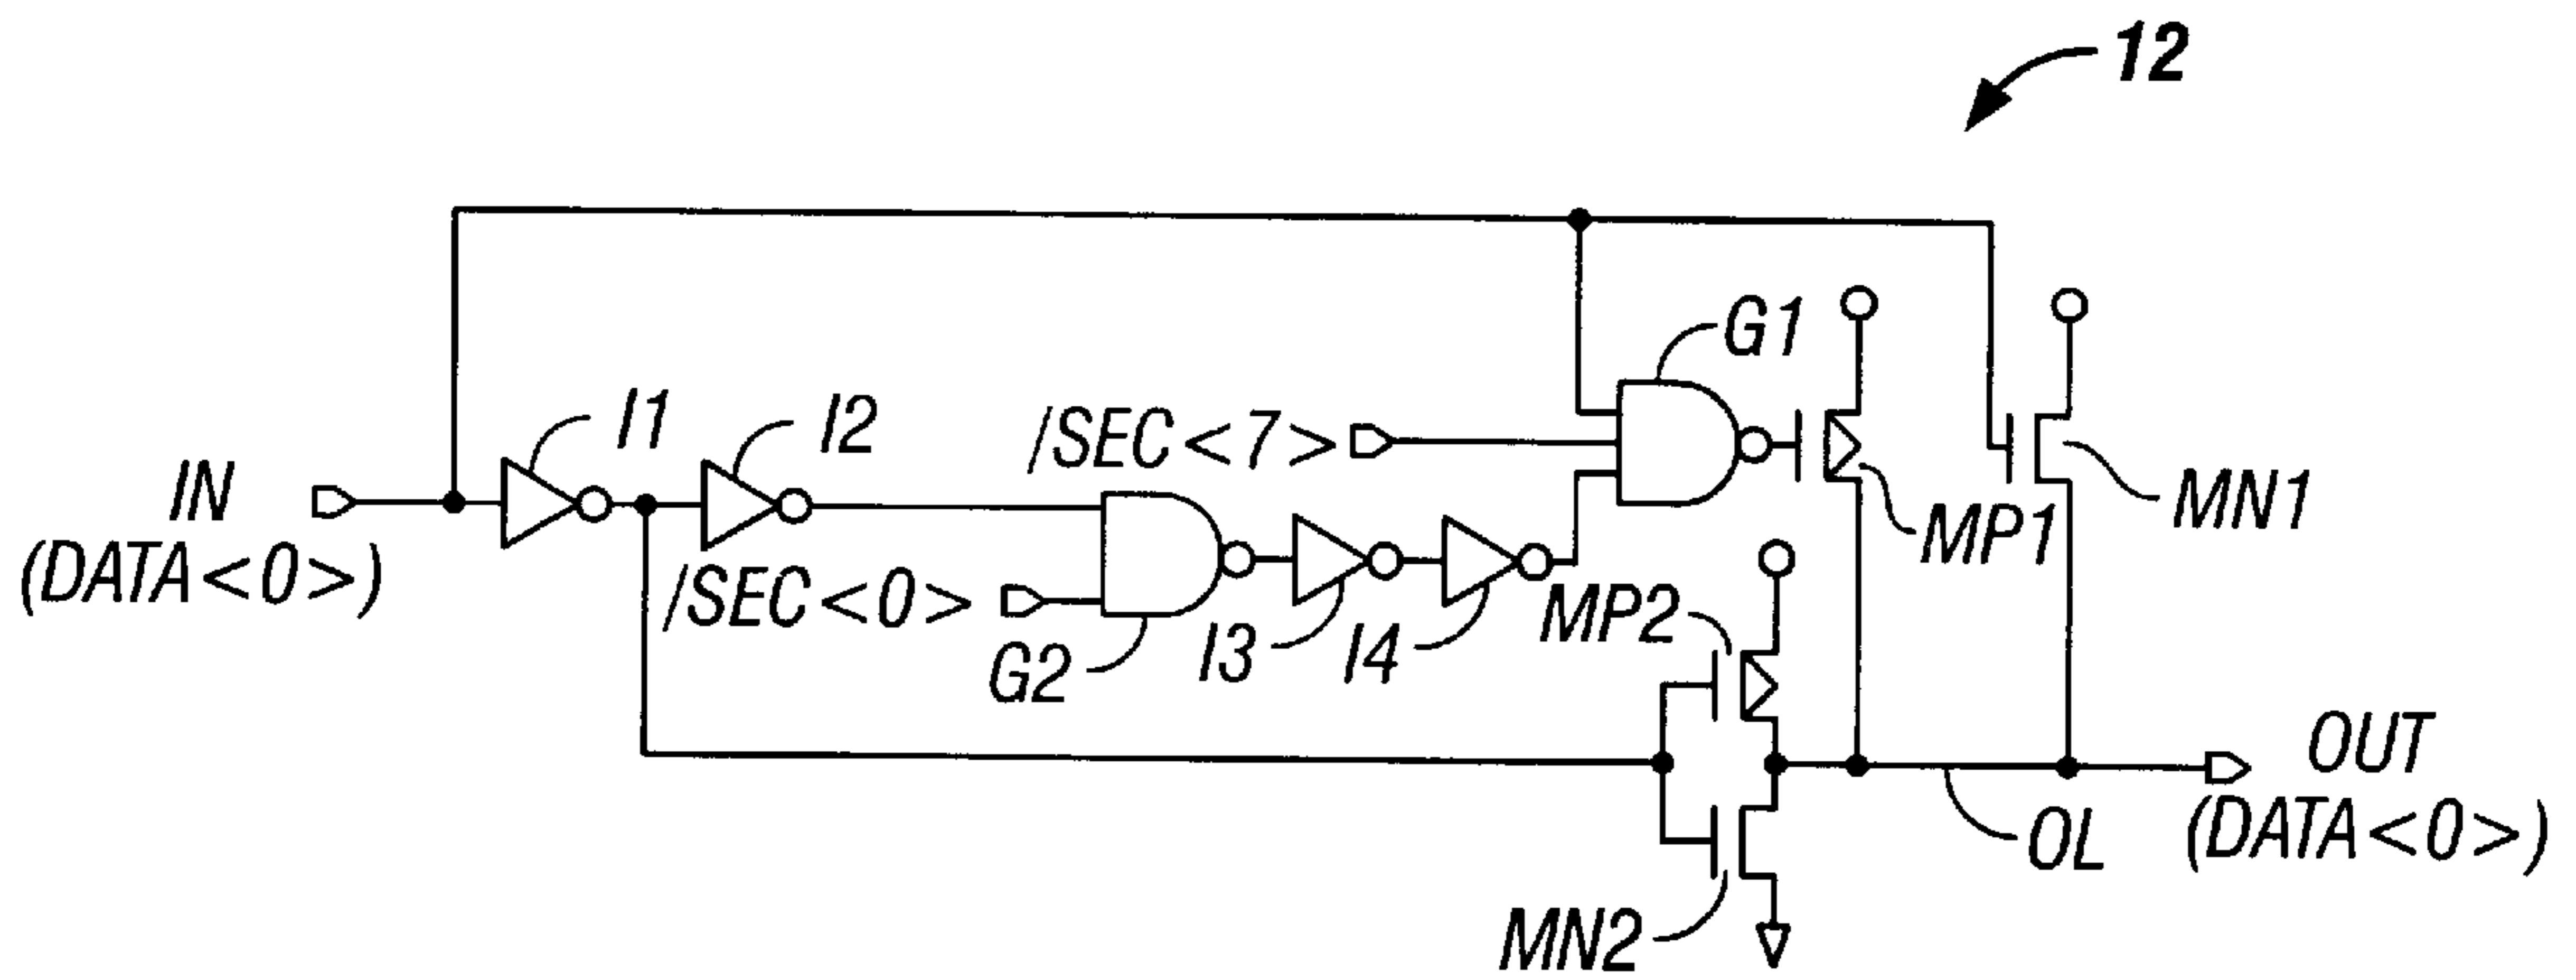 12
G1
I1
I2
/SEC<7>
IN
(DATA<0>)
MN1
MP1
/SEC<0>
G2
I3
I4
MP2
OUT
(DATA<0>)
OL
MN2